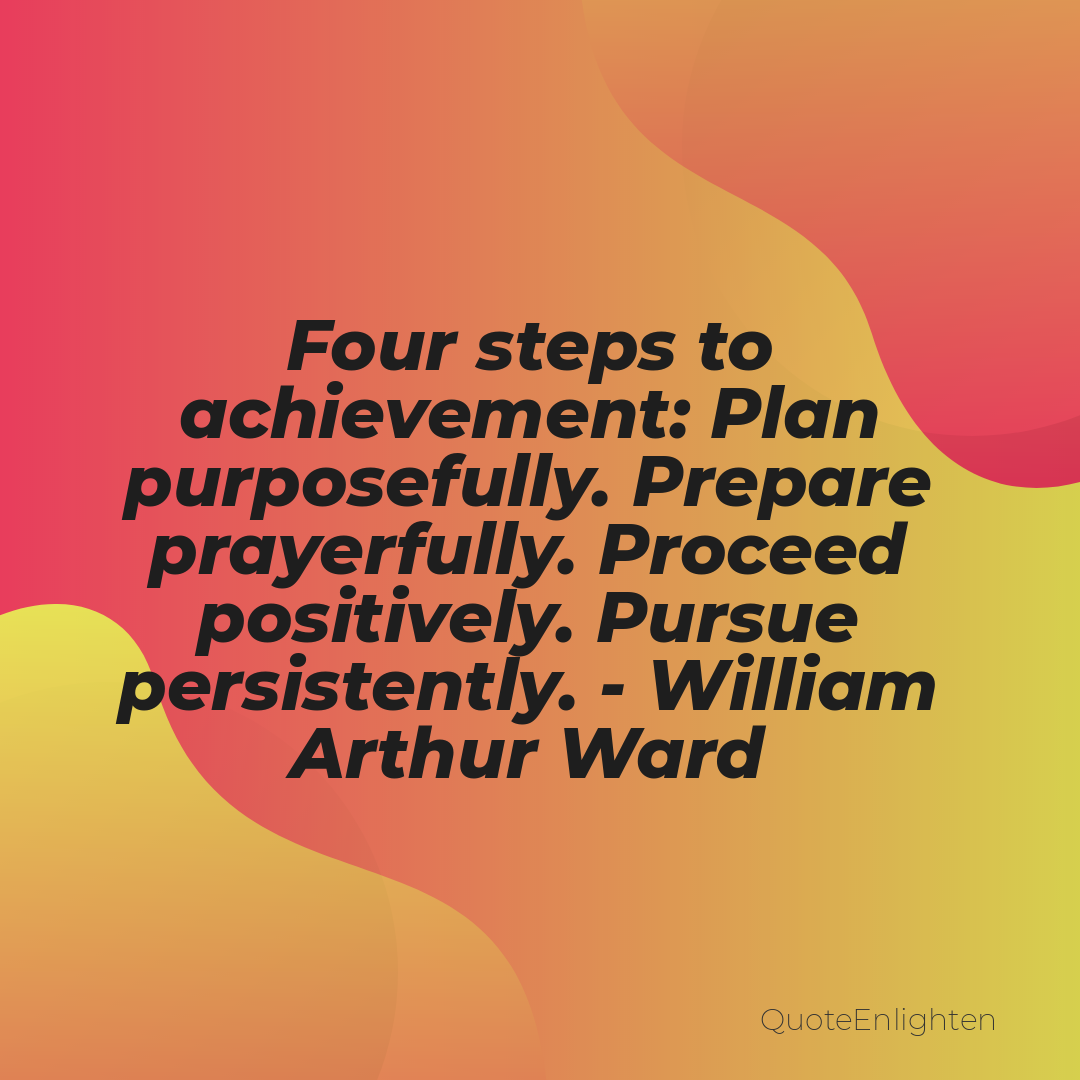 Four steps to
achievement: Plan
purposefully. Prepare
prayerfully. Proceed
positively. Pursue
persistently. - William
Arthur Ward
QuoteEnlighten